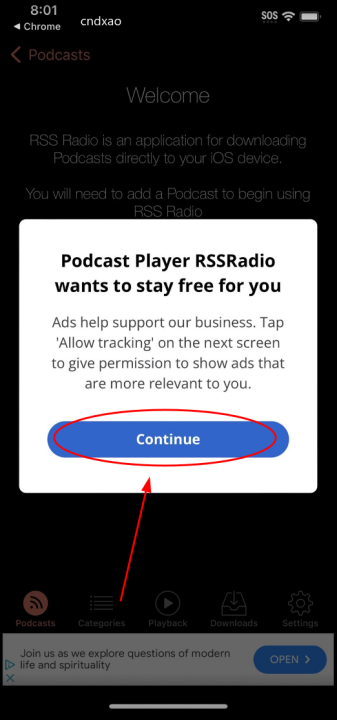 8:01
cndxao
SOS
◀ Chrome
Podcasts
Welcome
RSS Radio is an application for downloading
Podcasts directly to your iOS device.
You will need to add a Podcast to begin using
RSS Radio
Podcast Player RSSRadio
wants to stay free for you
Ads help support our business. Tap
'Allow tracking' on the next screen
to give permission to show ads that
are more relevant to you.
Continue
Podcasts
Categories
Playback
Downloads
Settings
Join us as we explore questions of modern
life and spirituality
OPEN